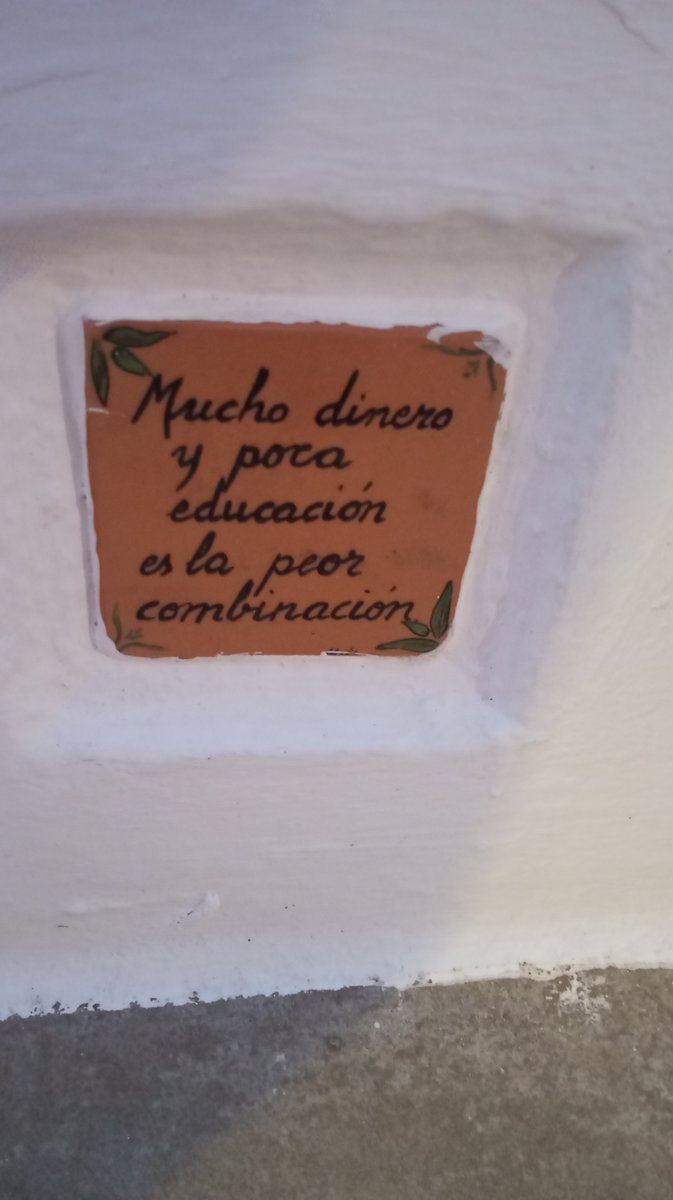 Mucho dinero
y poca
educación
es la peor
combinación